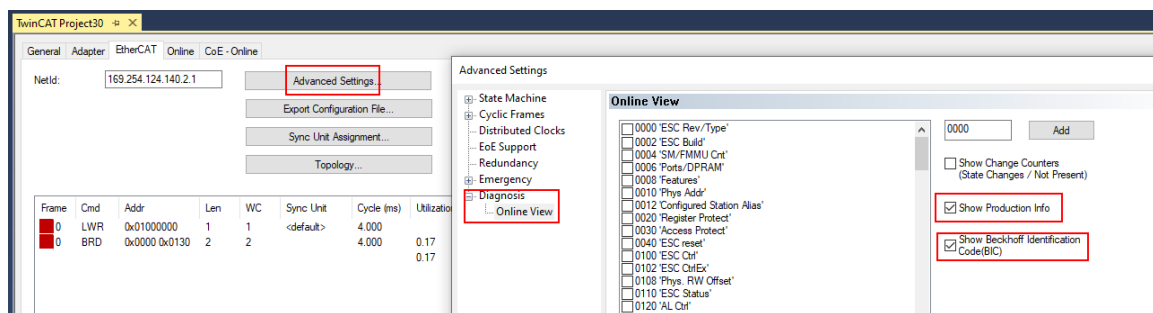 TwinCAT Project30
General Adapter EtherCAT Online CoE - Online
NetId: 169.254.124.140.2.1
Advanced Settings...
Export Configuration File...
Sync Unit Assignment...
Topology...
Frame Cmd Addr Len WC Sync Unit Cycle (ms) Utilizatio
0 LWR 0x01000000 1 1 <default> 4.000
0 BRD 0x0000 0x0130 2 2 4.000 0.17
0.17
Advanced Settings
State Machine
Cyclic Frames
Distributed Clocks
EoE Support
Redundancy
Emergency
Diagnosis
Online View
Online View
0000 'ESC Rev/Type'
0002 'ESC Build'
0004 'SM/FMMU Cnt'
0006 'Ports/DPRAM'
0008 'Features'
0010 'Phys Addr'
0012 'Configured Station Alias'
0020 'Register Protect'
0030 'Access Protect'
0040 'ESC reset'
0100 'ESC Ctrl'
0102 'ESC CtrlEx'
0108 'Phys. RW Offset'
0110 'ESC Status'
0120 'AL Ctrl'
0000 Add
Show Change Counters
(State Changes / Not Present)
Show Production Info
Show Beckhoff Identification
Code(BIC)